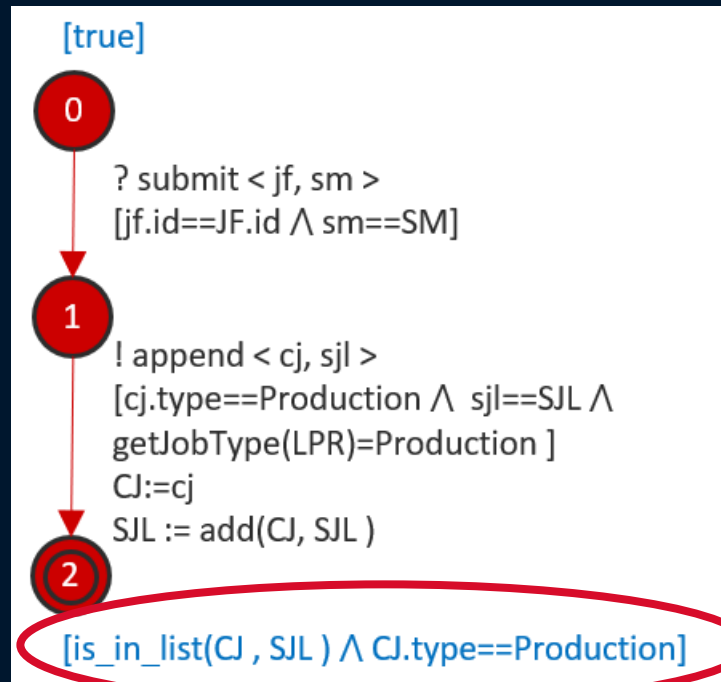 [true]
0
? submit < jf, sm >
[jf.id==JF.id ⋀ sm==SM]
1
! append < cj, sjl >
[cj.type==Production ⋀ sjl==SJL ⋀
getJobType(LPR)=Production ]
CJ:=cj
SJL := add(CJ, SJL )
2
[is_in_list(CJ , SJL ) ⋀ CJ.type==Production]